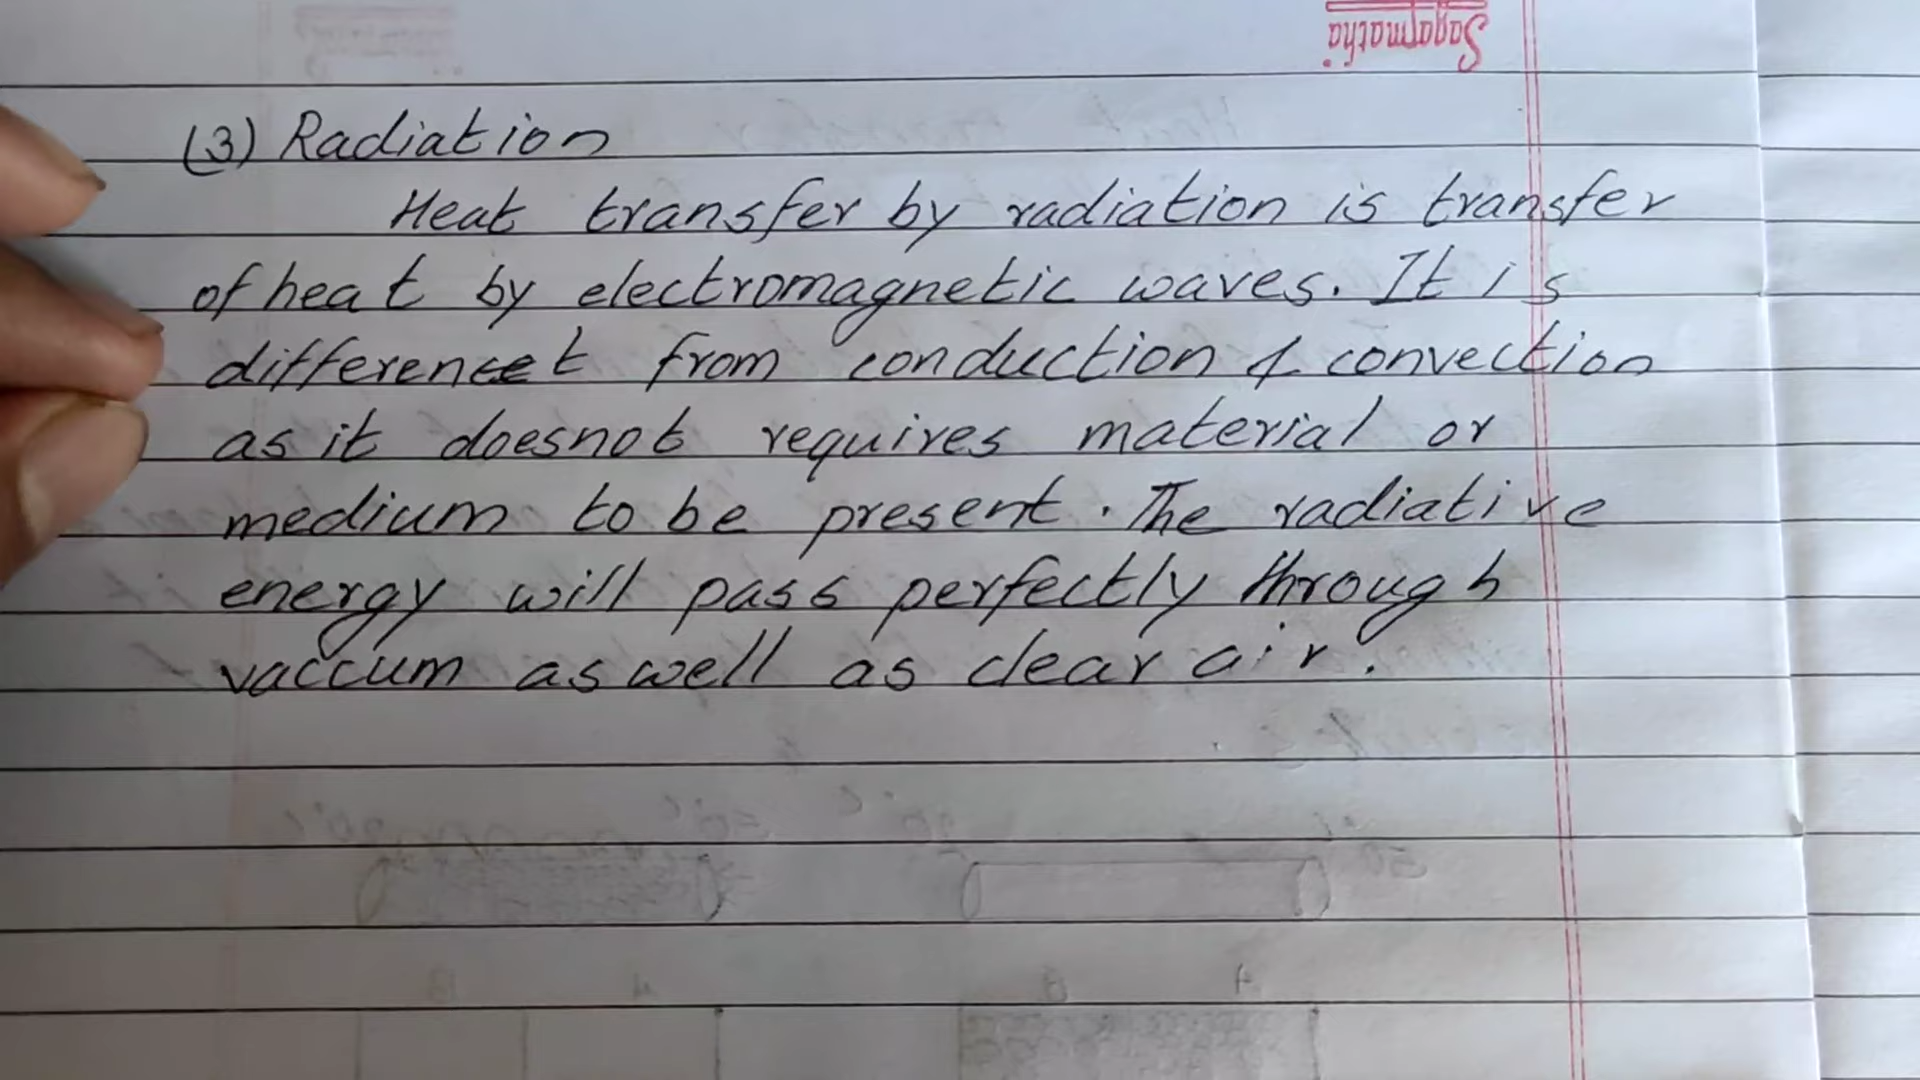 Sagarmatha
(3) Radiation
Heat transfer by radiation is transfer
of heat by electromagnetic waves. It is
differenceet from conduction & convection
as it doesnot requires material or
medium to be present. The radiative
energy will pass perfectly through
vaccum as well as clear air.